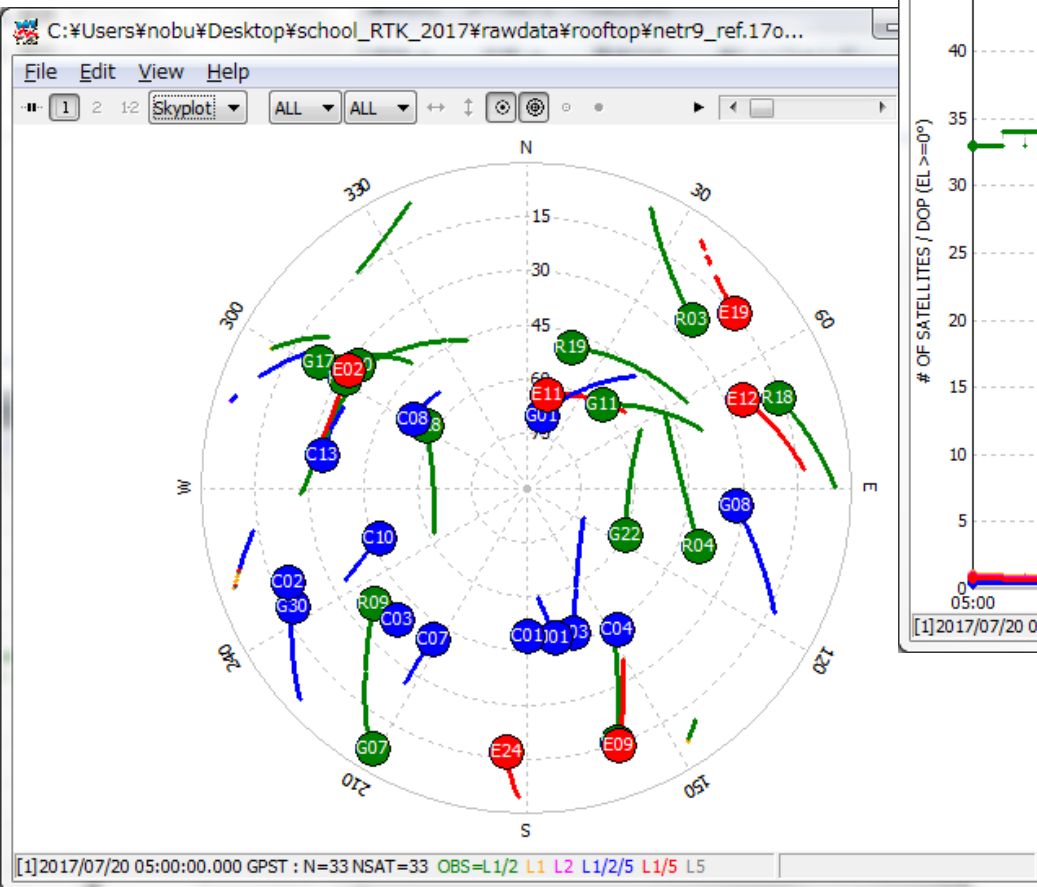 C:¥Users¥nobu¥Desktop¥school_RTK_2017¥rawdata¥rooftop¥netr9_ref.17o...
File Edit View Help
1 2 1-2 Skyplot ALL ALL
N
330 30
15
30
300 60
45
R03 E19
R19
G17 E02
60
E11 G11 E12 R18
C08 G01
75
C13
W E
G08
C10 G22 R04
C02
G30 R09 C03 C04
C07 C01
240 120
G07 E24 E09
210 150
S
[1]2017/07/20 05:00:00.000 GPST : N=33 NSAT=33 OBS=L1/2 L1 L2 L1/2/5 L1/5 L5
# OF SATELLITES / DOP (EL >=0°)
40
35
30
25
20
15
10
5
0
05:00
[1]2017/07/20 0